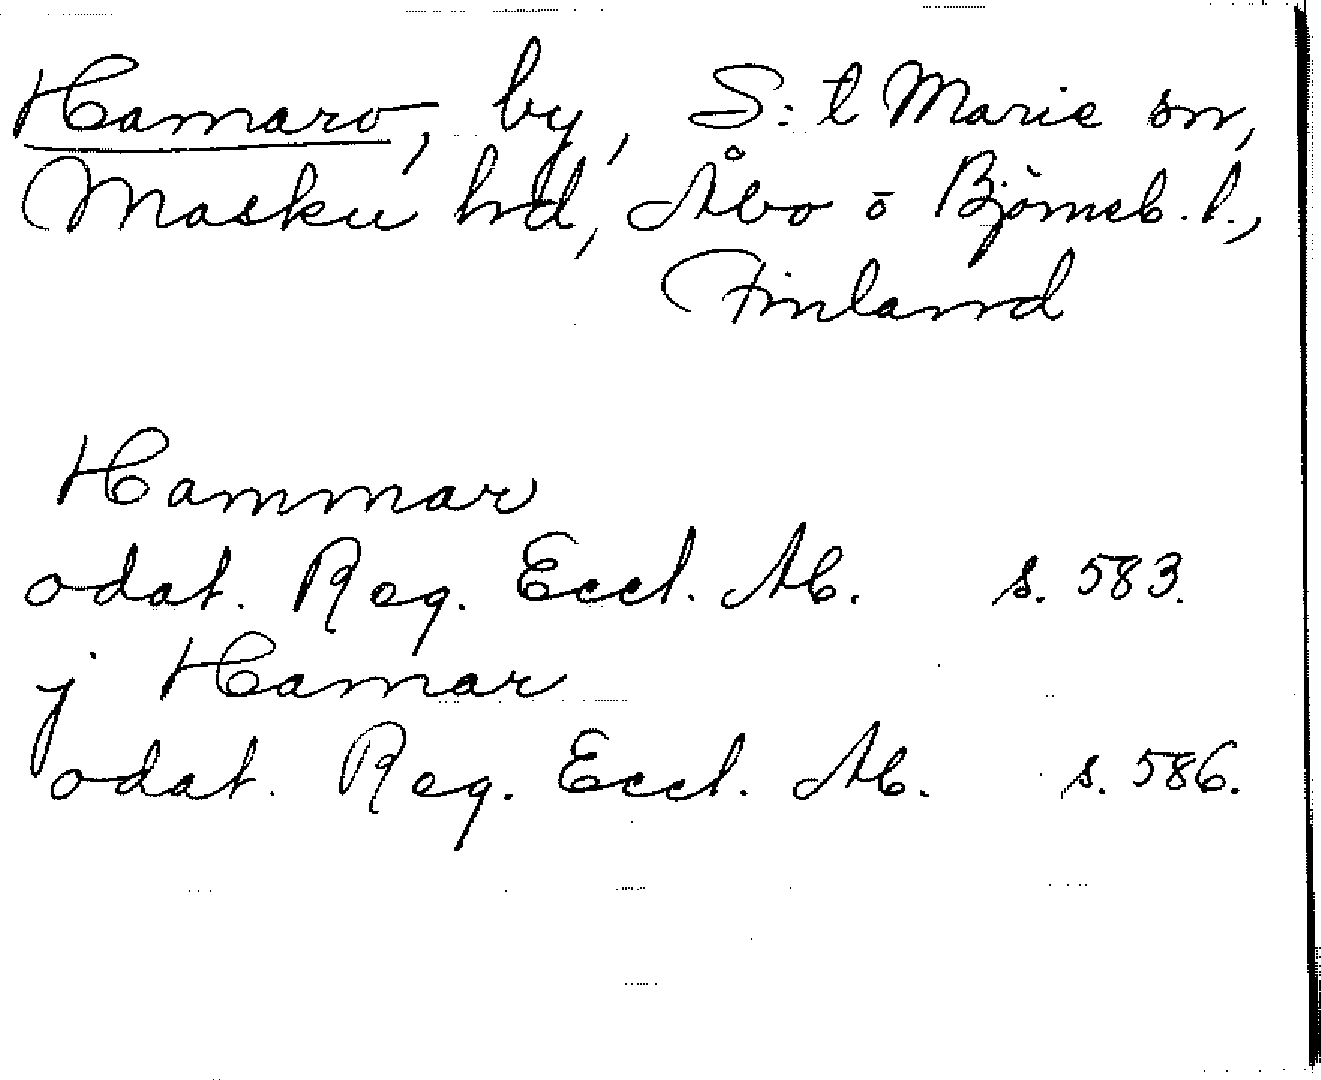 Hamaro, by, S:t Marie sn,
Masku hd, Åbo o Björneb. l.,
Finland
Hammar
odat. Reg. Eccl. Ab. s. 583.
j Hamar
odat. Reg. Eccl. Ab. s. 586.